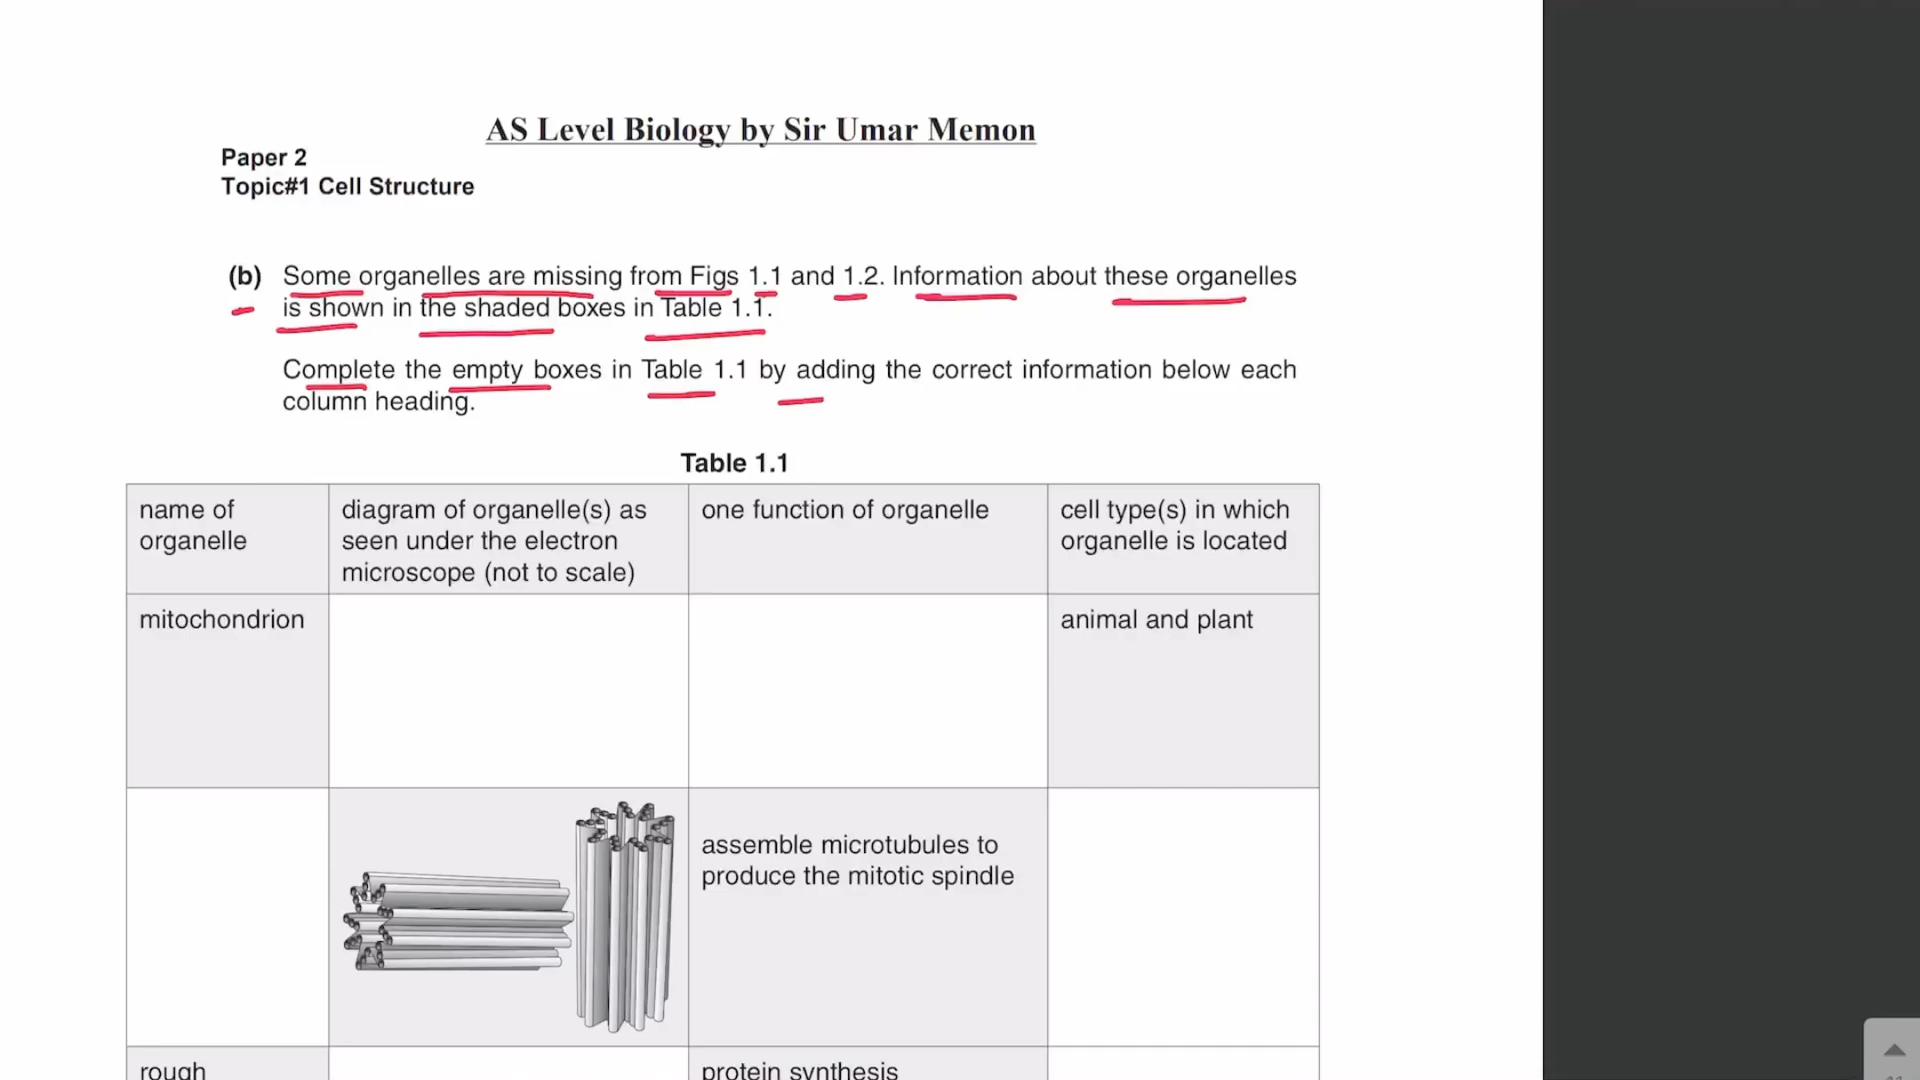 AS Level Biology by Sir Umar Memon
Paper 2
Topic#1 Cell Structure
(b) Some organelles are missing from Figs 1.1 and 1.2. Information about these organelles
is shown in the shaded boxes in Table 1.1.
Complete the empty boxes in Table 1.1 by adding the correct information below each
column heading.
Table 1.1
name of
organelle
diagram of organelle(s) as
seen under the electron
microscope (not to scale)
one function of organelle
cell type(s) in which
organelle is located
mitochondrion
animal and plant
assemble microtubules to
produce the mitotic spindle
rough
protein synthesis